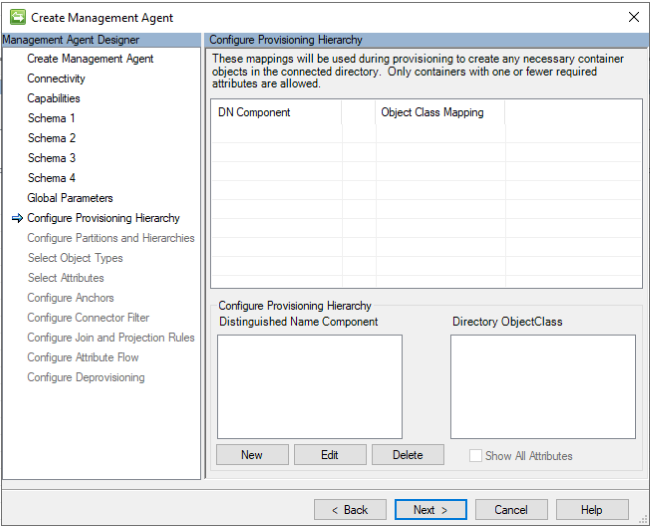 Create Management Agent
Management Agent Designer
Create Management Agent
Connectivity
Capabilities
Schema 1
Schema 2
Schema 3
Schema 4
Global Parameters
Configure Provisioning Hierarchy
Configure Partitions and Hierarchies
Select Object Types
Select Attributes
Configure Anchors
Configure Connector Filter
Configure Join and Projection Rules
Configure Attribute Flow
Configure Deprovisioning
Configure Provisioning Hierarchy
These mappings will be used during provisioning to create any necessary container
objects in the connected directory.  Only containers with one or fewer required
attributes are allowed.
DN Component Object Class Mapping
Configure Provisioning Hierarchy
Distinguished Name Component Directory ObjectClass
New Edit Delete Show All Attributes
< Back Next > Cancel Help